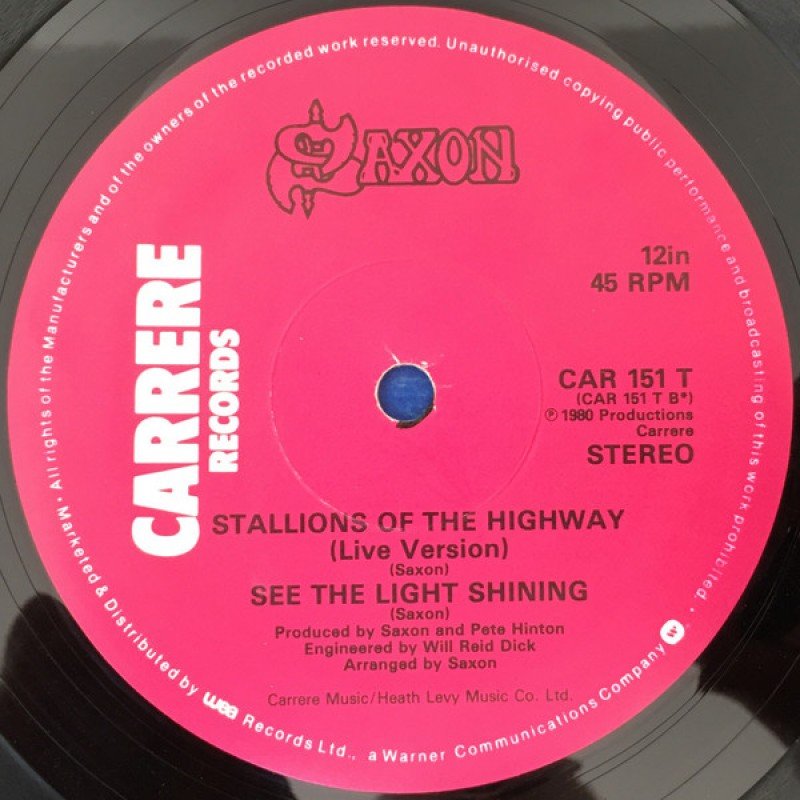 SAXON
12in
45 RPM
CARRERE
RECORDS
CAR 151 T
(CAR 151 T B*)
℗ 1980 Productions
Carrere
STEREO
STALLIONS OF THE HIGHWAY
(Live Version)
(Saxon)
SEE THE LIGHT SHINING
(Saxon)
Produced by Saxon and Pete Hinton
Engineered by Will Reid Dick
Arranged by Saxon
Carrere Music/Heath Levy Music Co. Ltd.
• All rights of the Manufacturers and of the owners of the recorded work reserved. Unauthorised copying public performance and broadcasting of this work prohibited. •
Marketed & Distributed by wea Records Ltd., a Warner Communications Company W